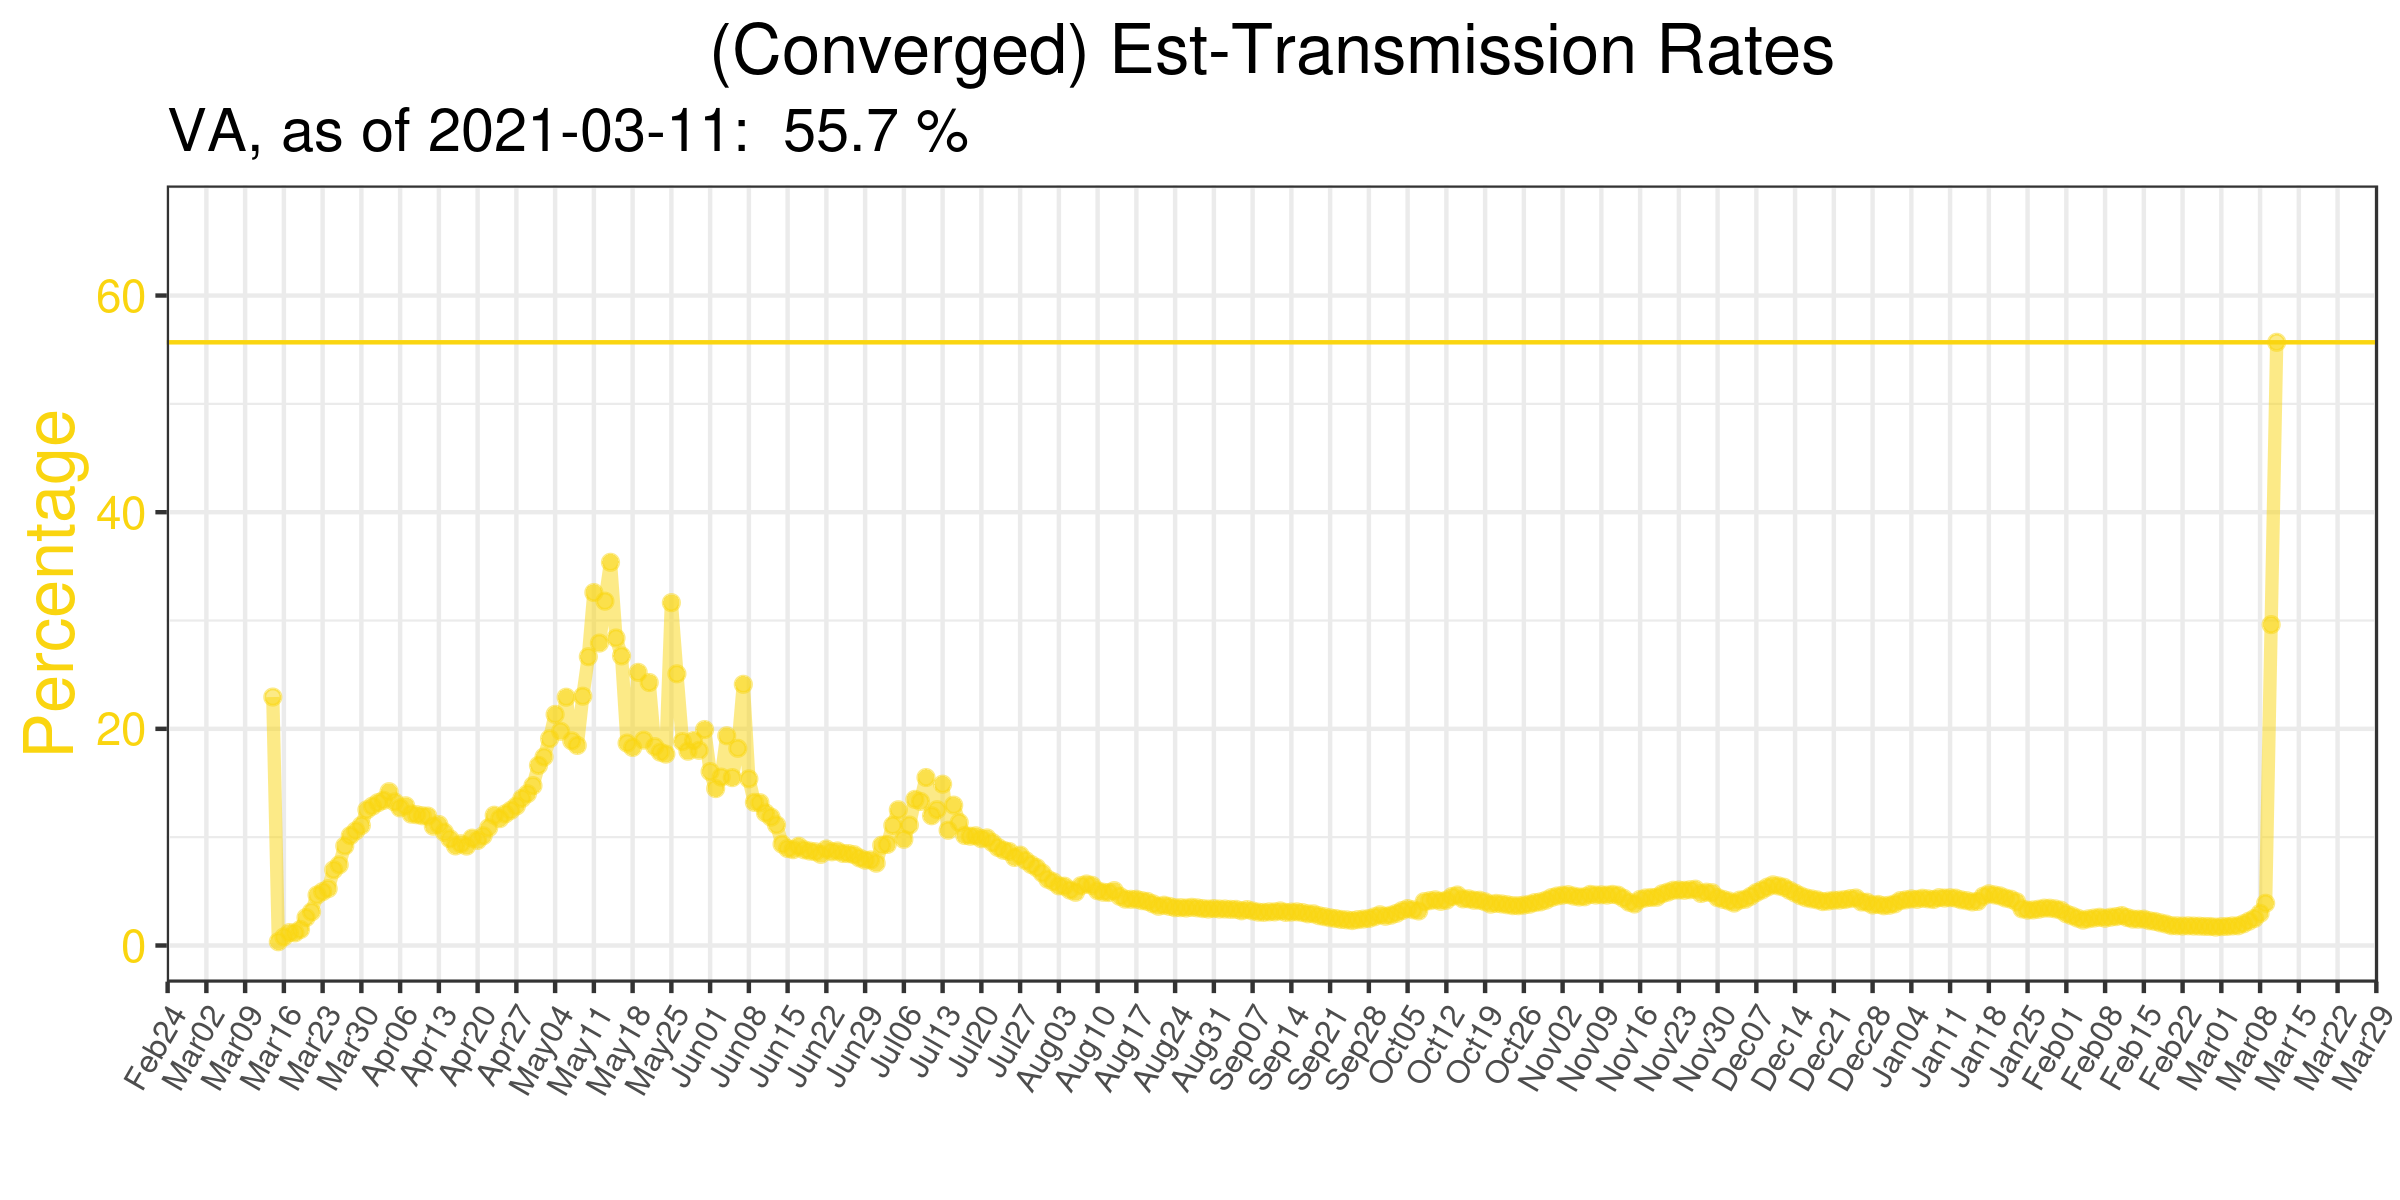 (Converged) Est-Transmission Rates
VA, as of 2021-03-11:  55.7 %
Percentage
60
40
20
0
Feb24
Mar02
Mar09
Mar16
Mar23
Mar30
Apr06
Apr13
Apr20
Apr27
May04
May11
May18
May25
Jun01
Jun08
Jun15
Jun22
Jun29
Jul06
Jul13
Jul20
Jul27
Aug03
Aug10
Aug17
Aug24
Aug31
Sep07
Sep14
Sep21
Sep28
Oct05
Oct12
Oct19
Oct26
Nov02
Nov09
Nov16
Nov23
Nov30
Dec07
Dec14
Dec21
Dec28
Jan04
Jan11
Jan18
Jan25
Feb01
Feb08
Feb15
Feb22
Mar01
Mar08
Mar15
Mar22
Mar29